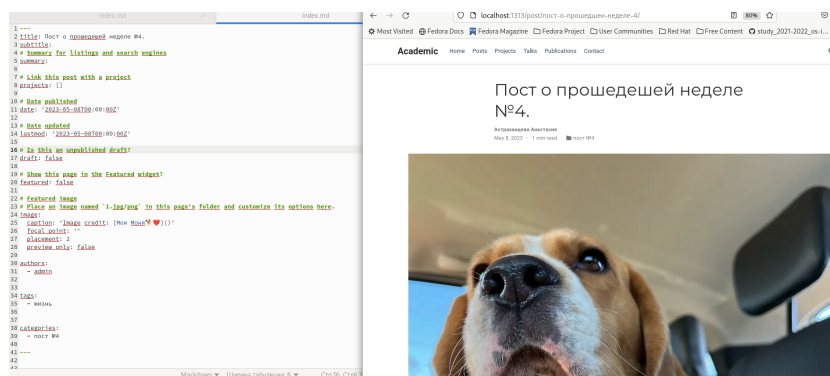 index.md
index.md
1 ---
2 title: Пост о прошедешей неделе №4.
3 subtitle:
4 # Summary for listings and search engines
5 summary:
6
7 # Link this post with a project
8 projects: []
9
10 # Date published
11 date: '2023-05-08T00:00:00Z'
12
13 # Date updated
14 lastmod: '2023-05-08T00:00:00Z'
15
16 # Is this an unpublished draft?
17 draft: false
18
19 # Show this page in the Featured widget?
20 featured: false
21
22 # Featured image
23 # Place an image named `1.jpg/png` in this page's folder and customize its options here.
24 image:
25 caption: 'Image credit: [Моя Моня🐕❤️]()'
26 focal_point: ''
27 placement: 2
28 preview_only: false
29
30 authors:
31 - admin
32
33
34 tags:
35 - жизнь
36
37
38 categories:
39 - пост №4
40
41 ---
42
Markdown
Ширина табуляции: 8
Стр 16, Стлб
localhost:1313/post/пост-о-прошедшей-неделе-4/
80%
Most Visited Fedora Docs Fedora Magazine Fedora Project User Communities Red Hat Free Content study_2021-2022_os-i...
Academic Home Posts Projects Talks Publications Contact
Пост о прошедешей неделе
№4.
Астраханцева Анастасия
May 8, 2023 · 1 min read · пост №4